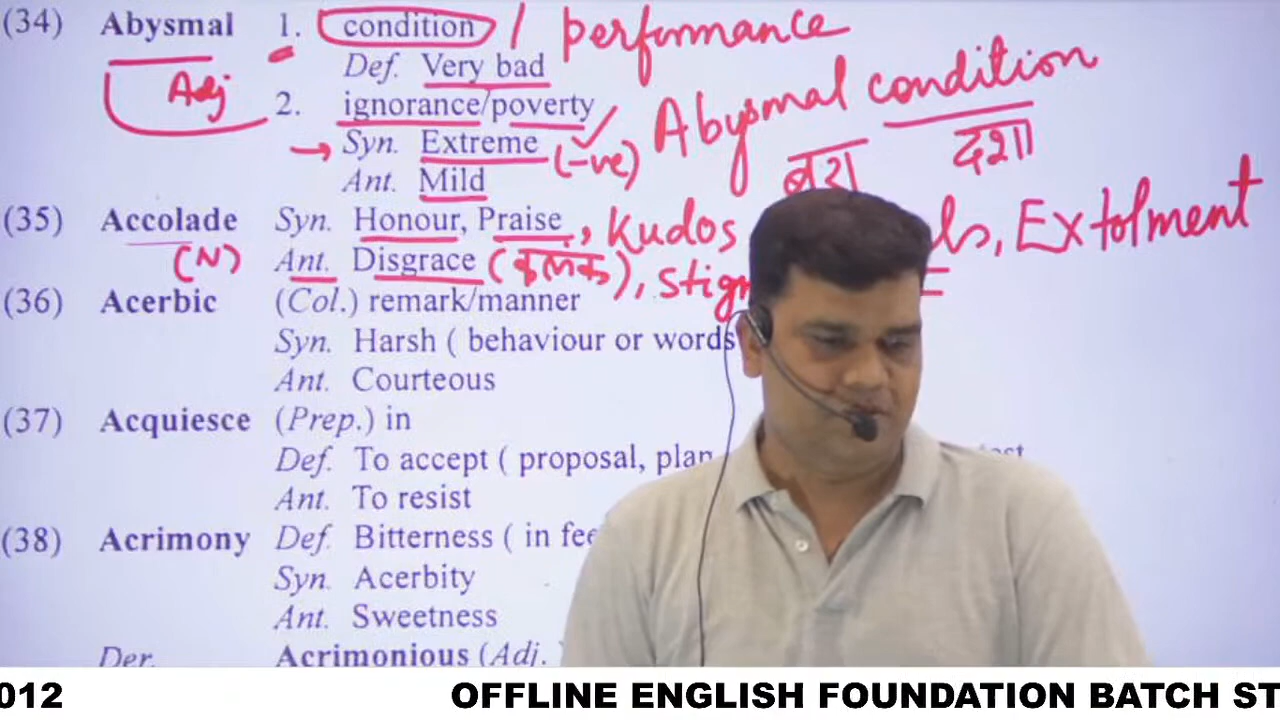 (34) Abysmal 1. condition / performance
Adj
Def. Very bad
2. ignorance/poverty
Abysmal condition
बुरा दशा
→ Syn. Extreme (-ve)
Ant. Mild
(35) Accolade Syn. Honour, Praise, Kudos, Extolment
(N) Ant. Disgrace (कलंक),
(36) Acerbic (Col.) remark/manner
Syn. Harsh ( behaviour or words
Ant. Courteous
(37) Acquiesce (Prep.) in
Def. To accept ( proposal, plan
Ant. To resist
(38) Acrimony Def. Bitterness ( in
Syn. Acerbity
Ant. Sweetness
Der. Acrimonious (Adj.
012 OFFLINE ENGLISH FOUNDATION BATCH ST